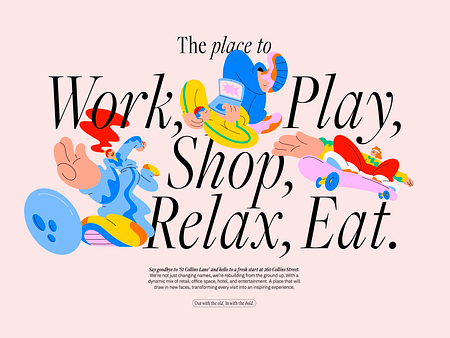 The place to
Work, Play,
Shop,
Relax, Eat.
Say goodbye to ‘St Collins Lane’ and hello to a fresh start at 260 Collins Street.
We’re not just changing names, we’re rebuilding from the ground up. With a
dynamic mix of retail, office space, hotel, and entertainment. A place that will
draw in new faces, transforming every visit into an inspiring experience.
Out with the old, in with the bold.